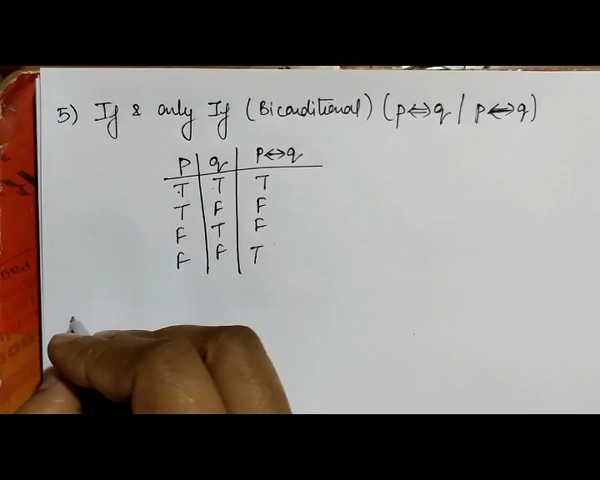 5) If & only If (Biconditional) (p⇔q / p↔q)
p q p↔q
T T T
T F F
F T F
F F T